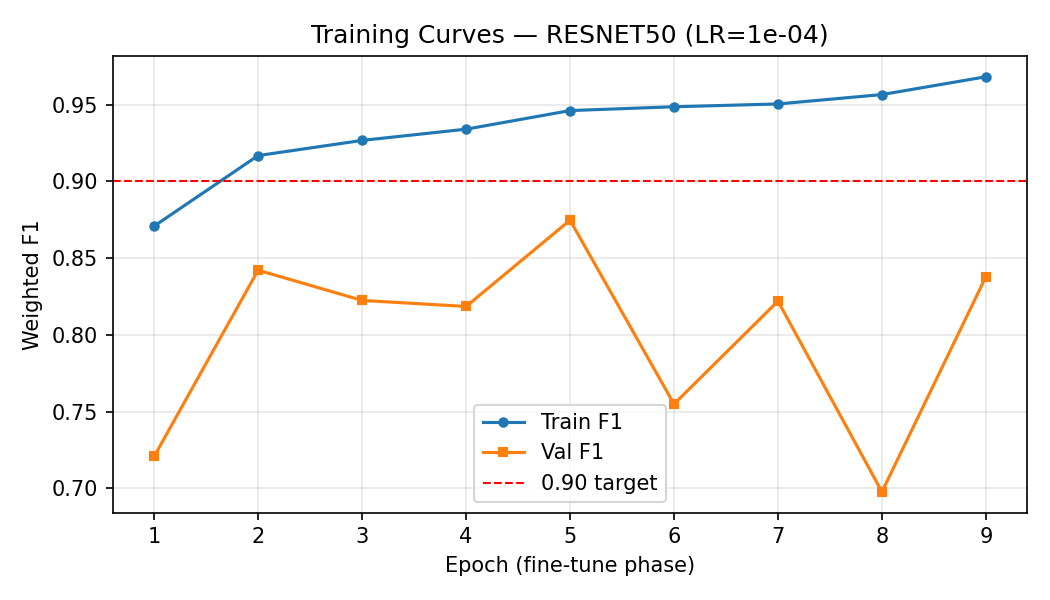 Training Curves — RESNET50 (LR=1e-04)
Weighted F1
0.95
0.90
0.85
0.80
0.75
0.70
Train F1
Val F1
0.90 target
1 2 3 4 5 6 7 8 9
Epoch (fine-tune phase)